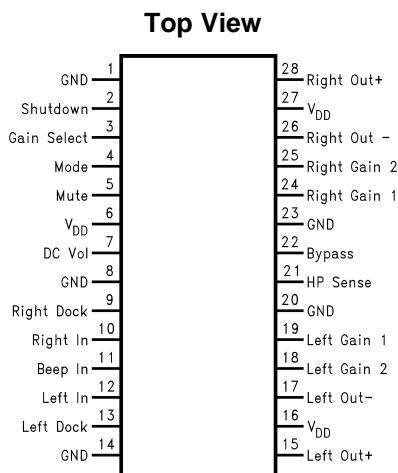 Top View
GND 1 28 Right Out+
Shutdown 2 27 VDD
Gain Select 3 26 Right Out -
Mode 4 25 Right Gain 2
Mute 5 24 Right Gain 1
VDD 6 23 GND
DC Vol 7 22 Bypass
GND 8 21 HP Sense
Right Dock 9 20 GND
Right In 10 19 Left Gain 1
Beep In 11 18 Left Gain 2
Left In 12 17 Left Out-
Left Dock 13 16 VDD
GND 14 15 Left Out+